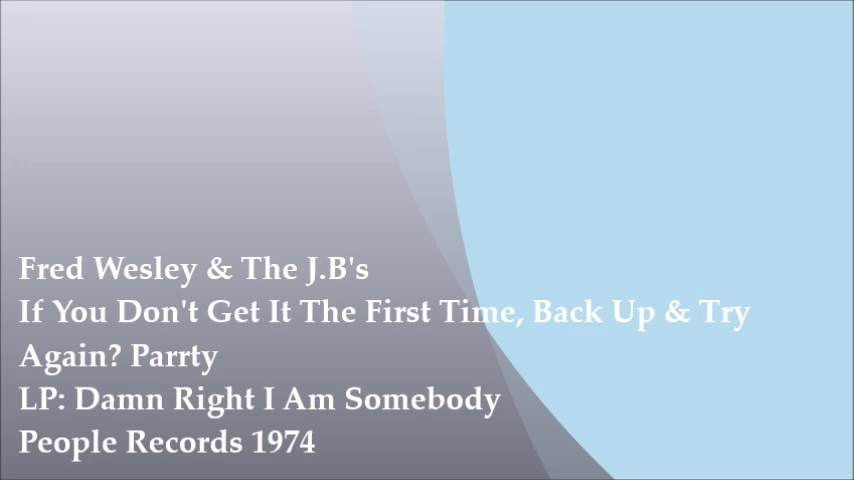 Fred Wesley & The J.B's
If You Don't Get It The First Time, Back Up & Try
Again? Parrty
LP: Damn Right I Am Somebody
People Records 1974